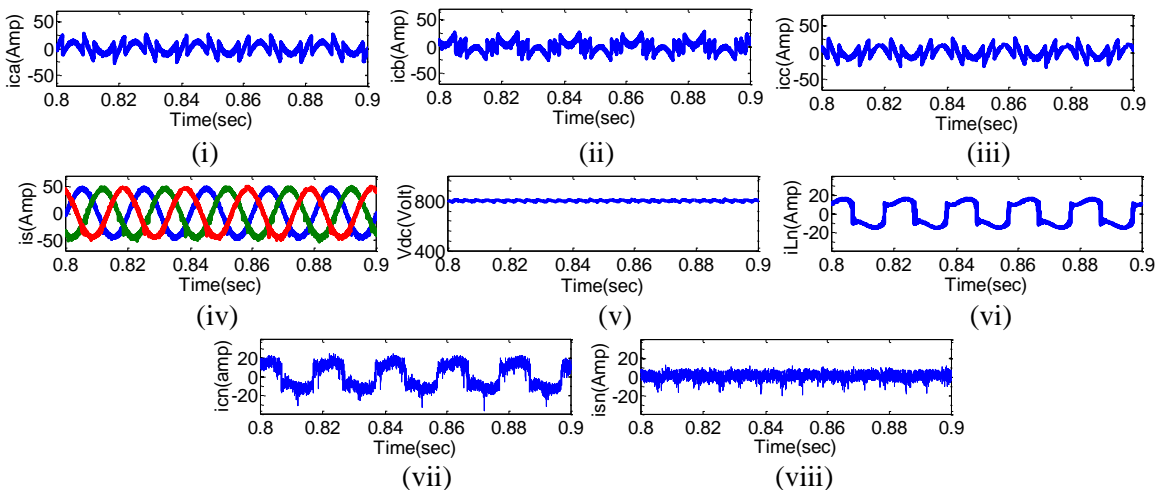 ica(Amp)
50
0
-50
0.8 0.82 0.84 0.86 0.88 0.9
Time(sec)
(i)
icb(Amp)
50
0
-50
0.8 0.82 0.84 0.86 0.88 0.9
Time(sec)
(ii)
icc(Amp)
50
0
-50
0.8 0.82 0.84 0.86 0.88 0.9
Time(sec)
(iii)
is(Amp)
50
0
-50
0.8 0.82 0.84 0.86 0.88 0.9
Time(sec)
(iv)
Vdc(Volt)
800
400
0.8 0.82 0.84 0.86 0.88 0.9
Time(sec)
(v)
iLn(Amp)
20
0
-20
0.8 0.82 0.84 0.86 0.88 0.9
Time(sec)
(vi)
icn(amp)
20
0
-20
0.8 0.82 0.84 0.86 0.88 0.9
Time(sec)
(vii)
isn(Amp)
20
0
-20
0.8 0.82 0.84 0.86 0.88 0.9
Time(sec)
(viii)